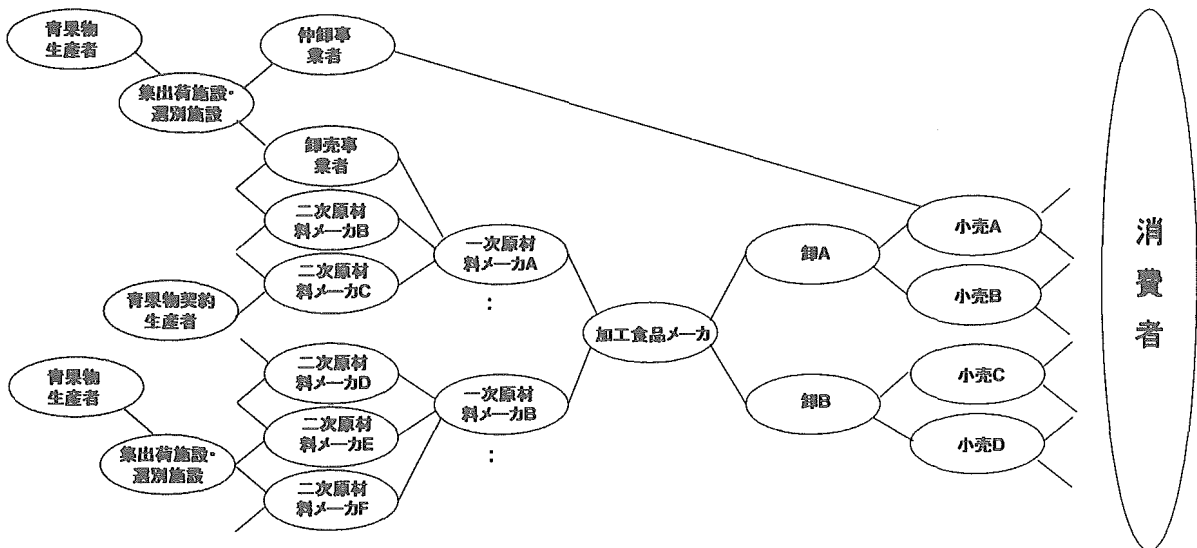 青果物
生産者
仲卸事
業者
集出荷施設・
選別施設
卸売事
業者
二次原材
料メーカB
二次原材
料メーカC
青果物契約
生産者
一次原材
料メーカA
:
加工食品メーカ
卸A
小売A
小売B
青果物
生産者
集出荷施設・
選別施設
二次原材
料メーカD
二次原材
料メーカE
二次原材
料メーカF
一次原材
料メーカB
:
卸B
小売C
小売D
消
費
者